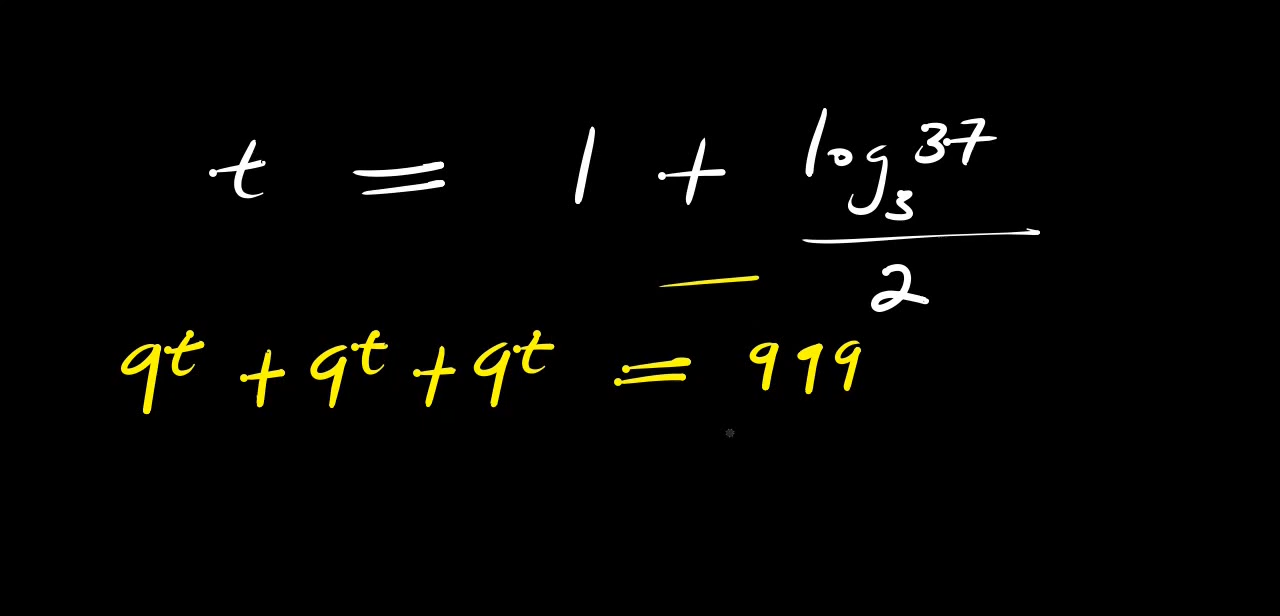 t = 1 + log₃37 / 2
9ᵗ + 9ᵗ + 9ᵗ = 999